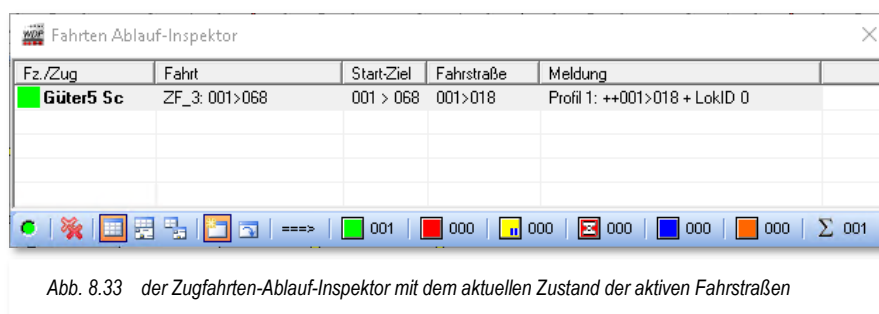 WDP Fahrten Ablauf-Inspektor
Fz./Zug Fahrt Start-Ziel Fahrstraße Meldung
Güter5 Sc ZF_3: 001>068 001 > 068 001>018 Profil 1: ++001>018 + LokID 0
===> 001 000 000 000 000 000 Σ 001
Abb. 8.33 der Zugfahrten-Ablauf-Inspektor mit dem aktuellen Zustand der aktiven Fahrstraßen